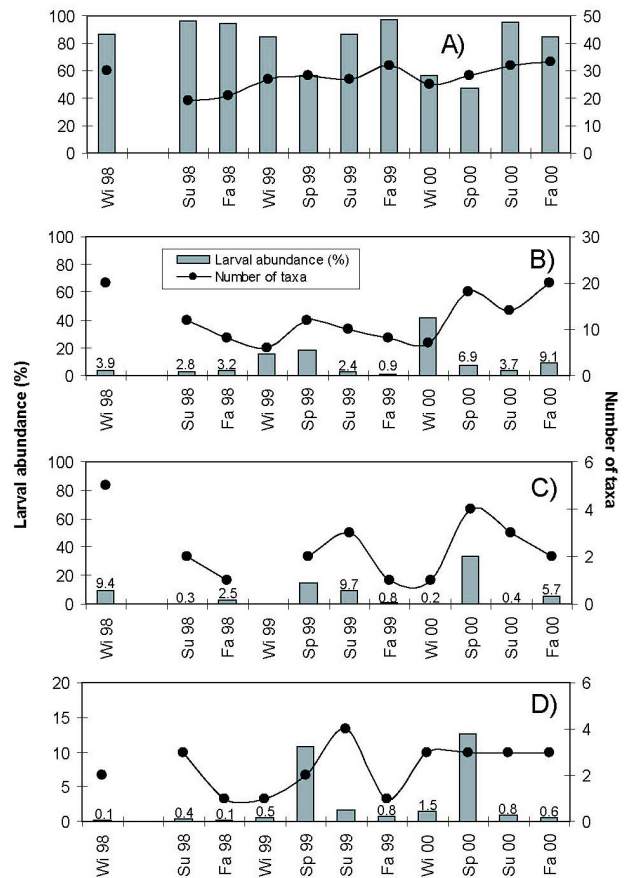 Larval abundance (%)
Number of taxa
A)
100
80
60
40
20
0
50
40
30
20
10
0
Wi 98
Su 98
Fa 98
Wi 99
Sp 99
Su 99
Fa 99
Wi 00
Sp 00
Su 00
Fa 00
B)
Larval abundance (%)
Number of taxa
100
80
60
40
20
0
30
20
10
0
3.9
2.8
3.2
2.4
0.9
6.9
3.7
9.1
Wi 98
Su 98
Fa 98
Wi 99
Sp 99
Su 99
Fa 99
Wi 00
Sp 00
Su 00
Fa 00
C)
100
80
60
40
20
0
6
4
2
0
9.4
0.3
2.5
9.7
0.8
0.2
0.4
5.7
Wi 98
Su 98
Fa 98
Wi 99
Sp 99
Su 99
Fa 99
Wi 00
Sp 00
Su 00
Fa 00
D)
20
15
10
5
0
6
4
2
0
0.1
0.4
0.1
0.5
0.8
1.5
0.8
0.6
Wi 98
Su 98
Fa 98
Wi 99
Sp 99
Su 99
Fa 99
Wi 00
Sp 00
Su 00
Fa 00